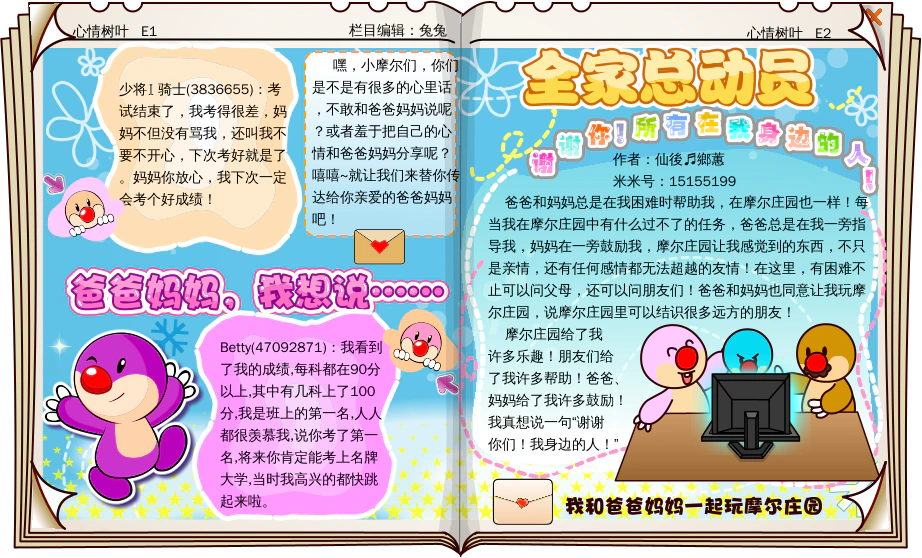 心情树叶 E1
栏目编辑：兔兔
少将1 骑士(3836655)：考
试结束了，我考得很差，妈
妈不但没有骂我，还叫我不
要不开心，下次考好就是了
。妈妈你放心，我下次一定
会考个好成绩！
嘿，小摩尔们，你们
是不是有很多的心里话
，不敢和爸爸妈妈说呢
？或者羞于把自己的心
情和爸爸妈妈分享呢？
嘻嘻~就让我们来替你传
达给你亲爱的爸爸妈妈
吧！
爸爸妈妈、我想说……
Betty(47092871)：我看到
了我的成绩,每科都在90分
以上,其中有几科上了100
分,我是班上的第一名,人人
都很羡慕我,说你考了第一
名,将来你肯定能考上名牌
大学,当时我高兴的都快跳
起来啦。
心情树叶 E2
全家总动员
谢谢你！所有在我身边的人！
作者：仙後♬鄉蕙
米米号：15155199
爸爸和妈妈总是在我困难时帮助我，在摩尔庄园也一样！每
当我在摩尔庄园中有什么过不了的任务，爸爸总是在我一旁指
导我，妈妈在一旁鼓励我，摩尔庄园让我感觉到的东西，不只
是亲情，还有任何感情都无法超越的友情！在这里，有困难不
止可以问父母，还可以问朋友们！爸爸和妈妈也同意让我玩摩
尔庄园，说摩尔庄园里可以结识很多远方的朋友！
摩尔庄园给了我
许多乐趣！朋友们给
了我许多帮助！爸爸、
妈妈给了我许多鼓励！
我真想说一句“谢谢
你们！我身边的人！”
我和爸爸妈妈一起玩摩尔庄园